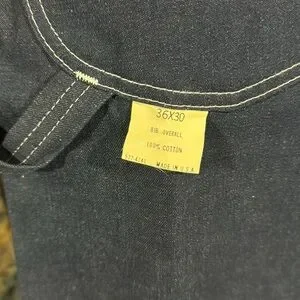 36X30
BIB OVERALL
100% COTTON
MADE IN U.S.A.